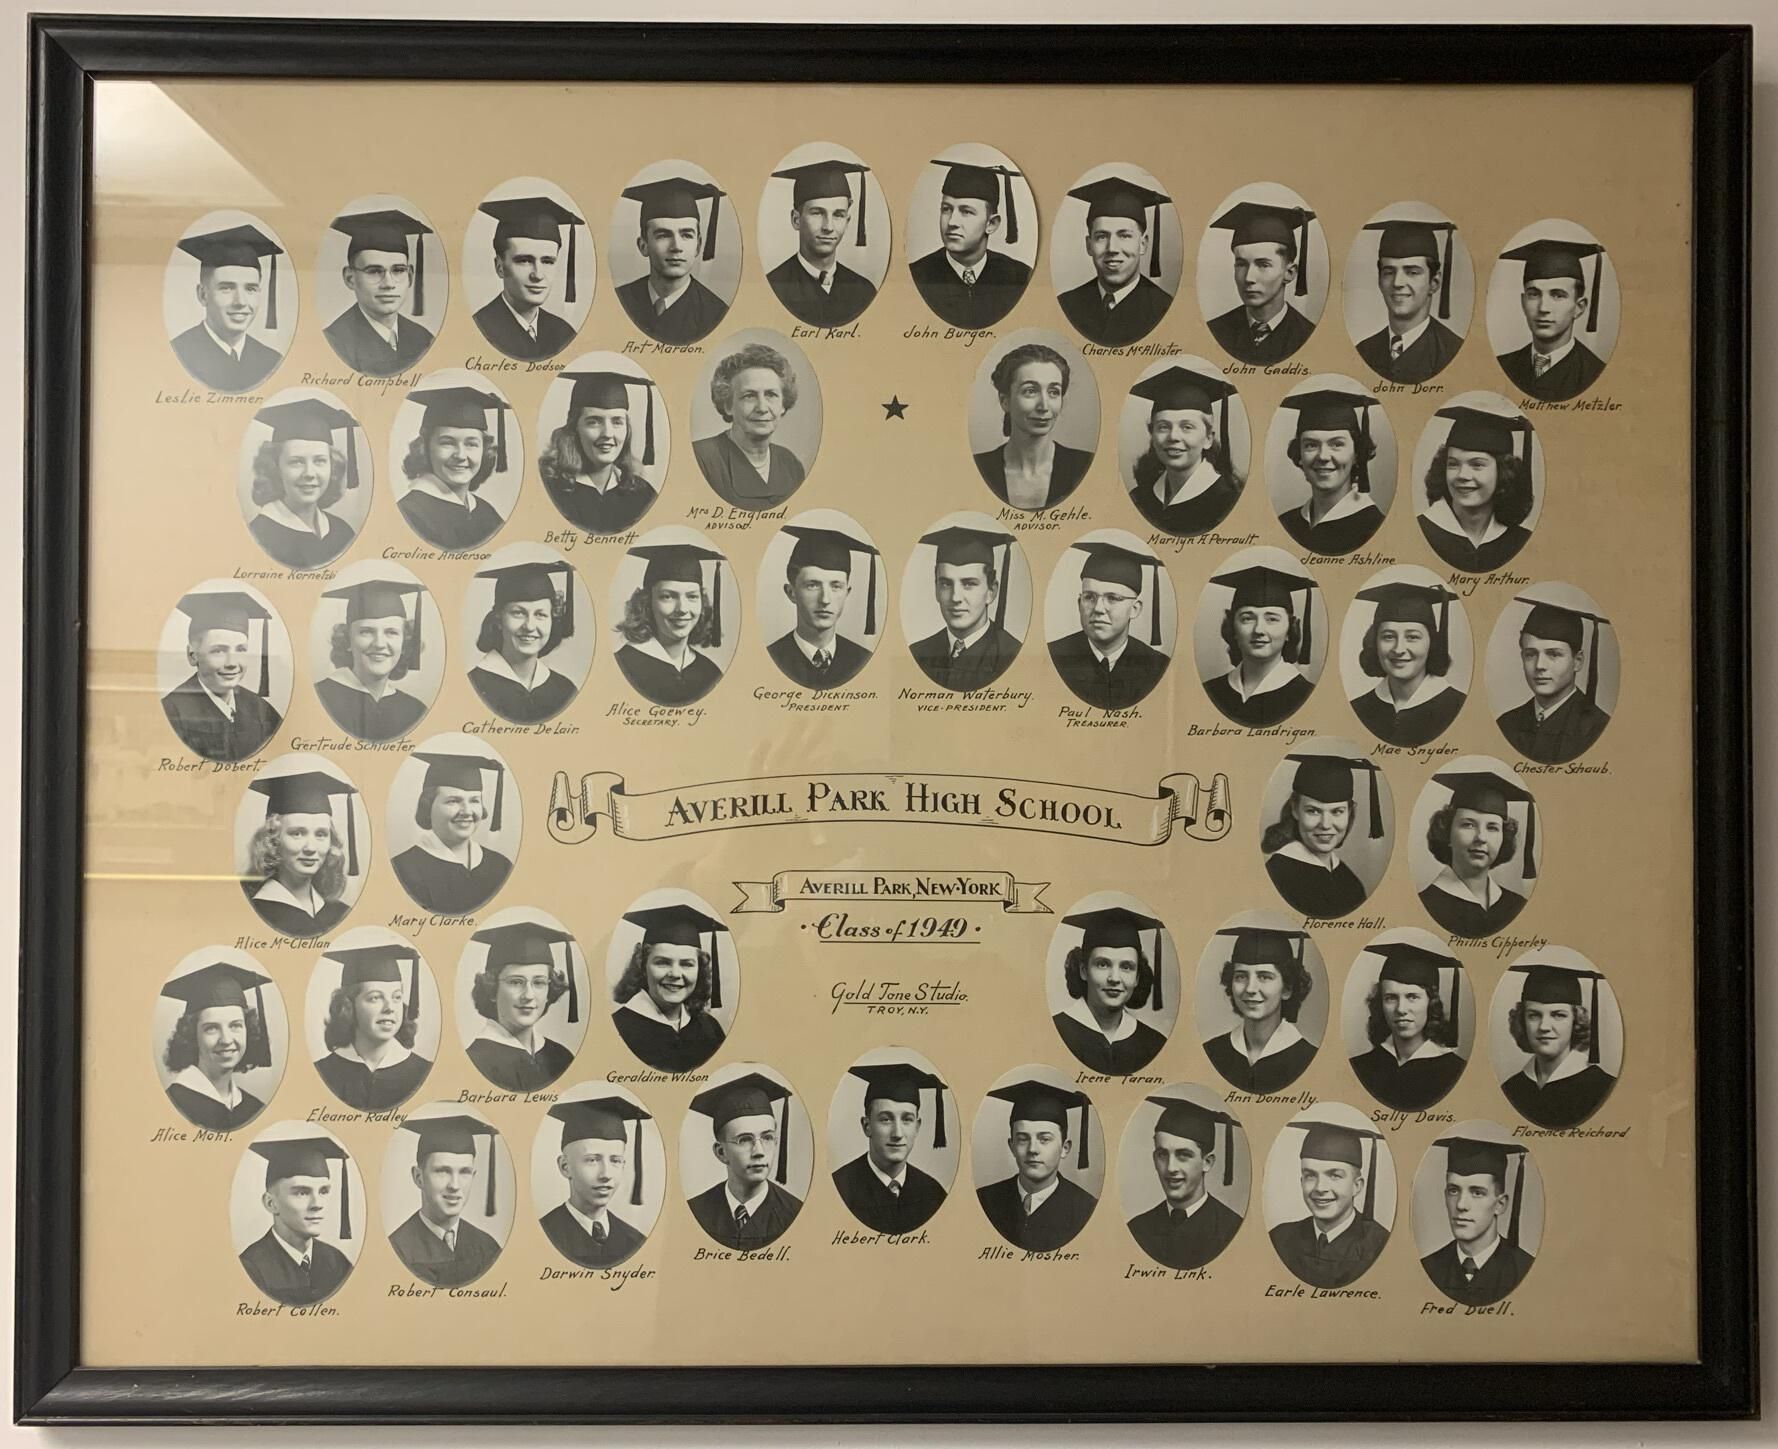 Earl Karl.
John Burger.
Art Mardon.
Charles McAllister
Charles Dodson
John Gaddis.
Richard Campbell
John Dorr.
Leslie Zimmer.
Matthew Metzler.
Mrs D. England.
ADVISOR.
Miss M. Gehle.
ADVISOR.
Betty Bennett
Marilyn A. Perrault.
Caroline Anderson
Jeanne Ashline
Lorraine Kornetzki
Mary Arthur.
George Dickinson.
PRESIDENT.
Norman Waterbury.
VICE-PRESIDENT.
Alice Goewey.
SECRETARY.
Paul Nash.
TREASURER.
Catherine DeLair.
Barbara Landrigan.
Gertrude Schlueter
Mae Snyder.
Robert Dobert.
Chester Schaub.
AVERILL PARK HIGH SCHOOL
AVERILL PARK, NEW-YORK
• Class of 1949 •
Gold Tone Studio.
TROY, N.Y.
Mary Clarke.
Florence Hall.
Alice McClellan
Phillis Cipperley.
Geraldine Wilson
Irene Taran.
Barbara Lewis
Ann Donnelly.
Eleanor Radley
Sally Davis.
Alice Mohl.
Florence Reichard
Hebert Clark.
Brice Bedell.
Allie Mosher.
Darwin Snyder.
Irwin Link.
Robert Consaul.
Earle Lawrence.
Robert Collen.
Fred Duell.